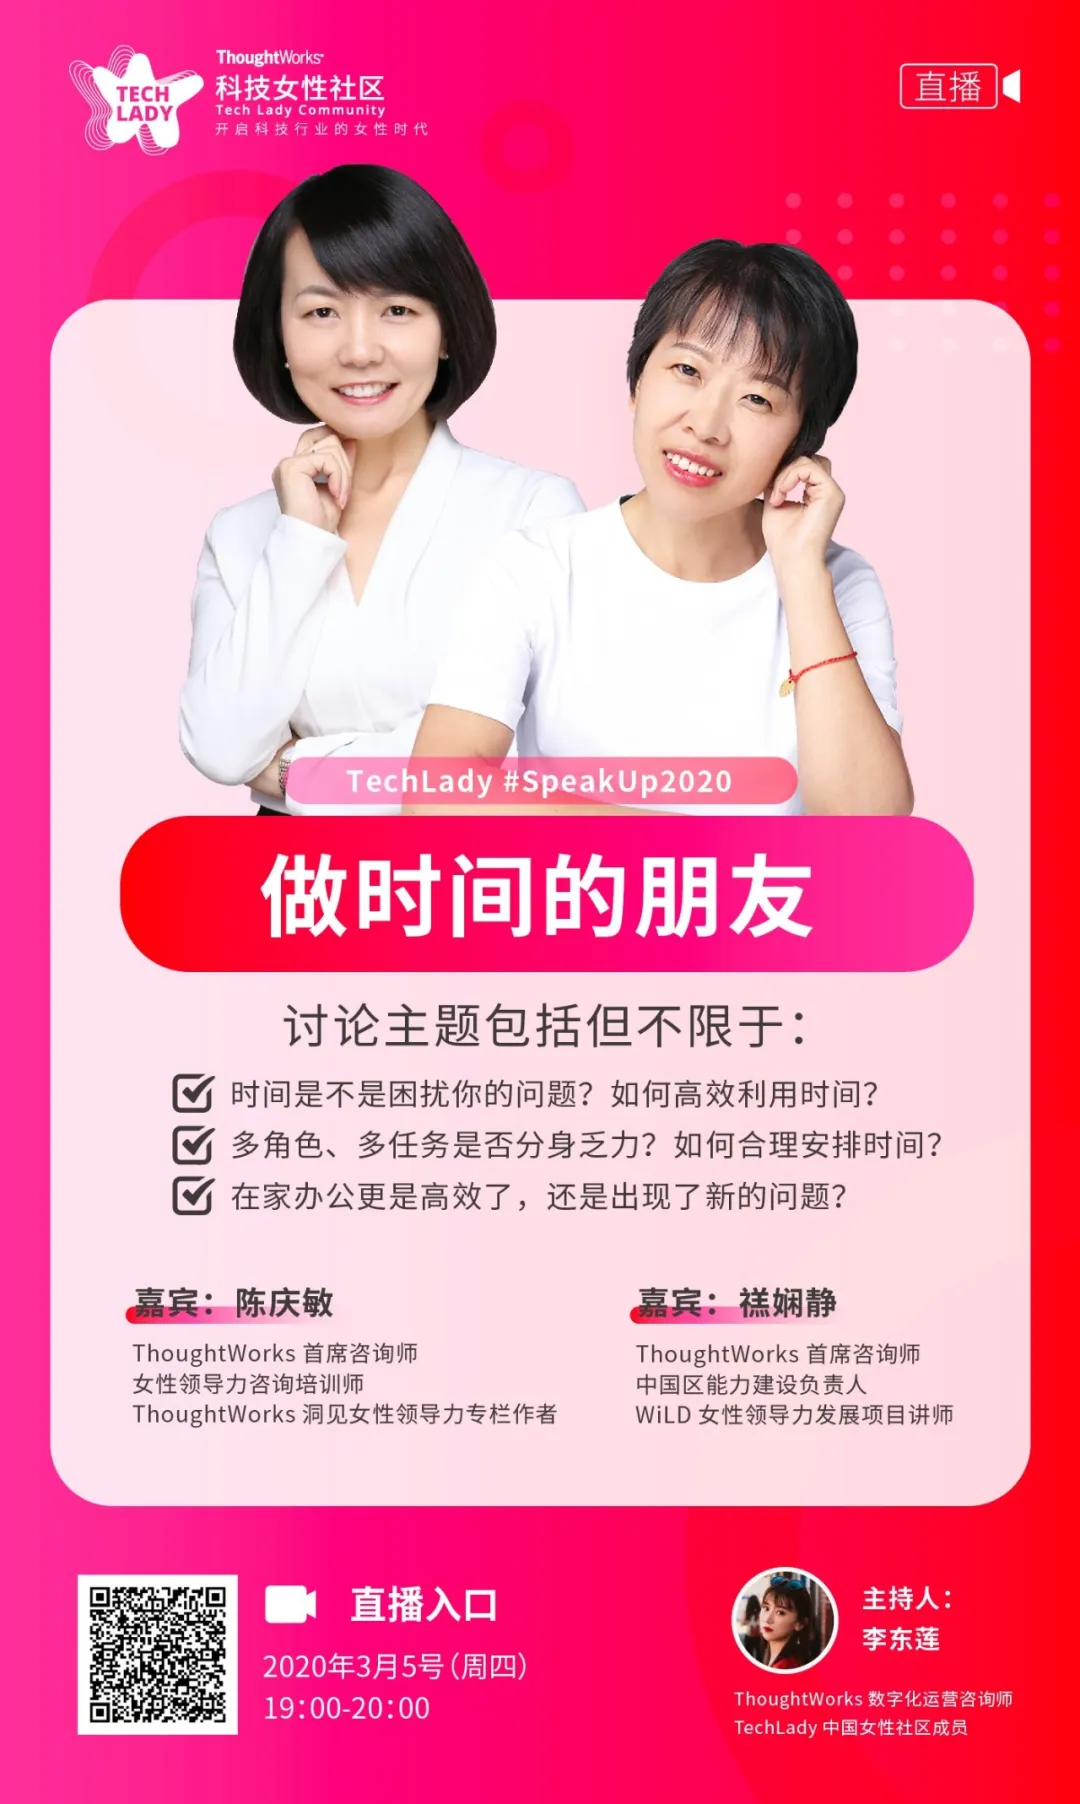 TECH
LADY
ThoughtWorks®
科技女性社区
Tech Lady Community
开启科技行业的女性时代
直播
TechLady #SpeakUp2020
做时间的朋友
讨论主题包括但不限于：
时间是不是困扰你的问题？如何高效利用时间？
多角色、多任务是否分身乏力？如何合理安排时间？
在家办公更是高效了，还是出现了新的问题？
嘉宾：陈庆敏
ThoughtWorks 首席咨询师
女性领导力咨询培训师
ThoughtWorks 洞见女性领导力专栏作者
嘉宾：禚娴静
ThoughtWorks 首席咨询师
中国区能力建设负责人
WiLD 女性领导力发展项目讲师
直播入口
2020年3月5号（周四）
19：00-20：00
主持人：
李东莲
ThoughtWorks 数字化运营咨询师
TechLady 中国女性社区成员